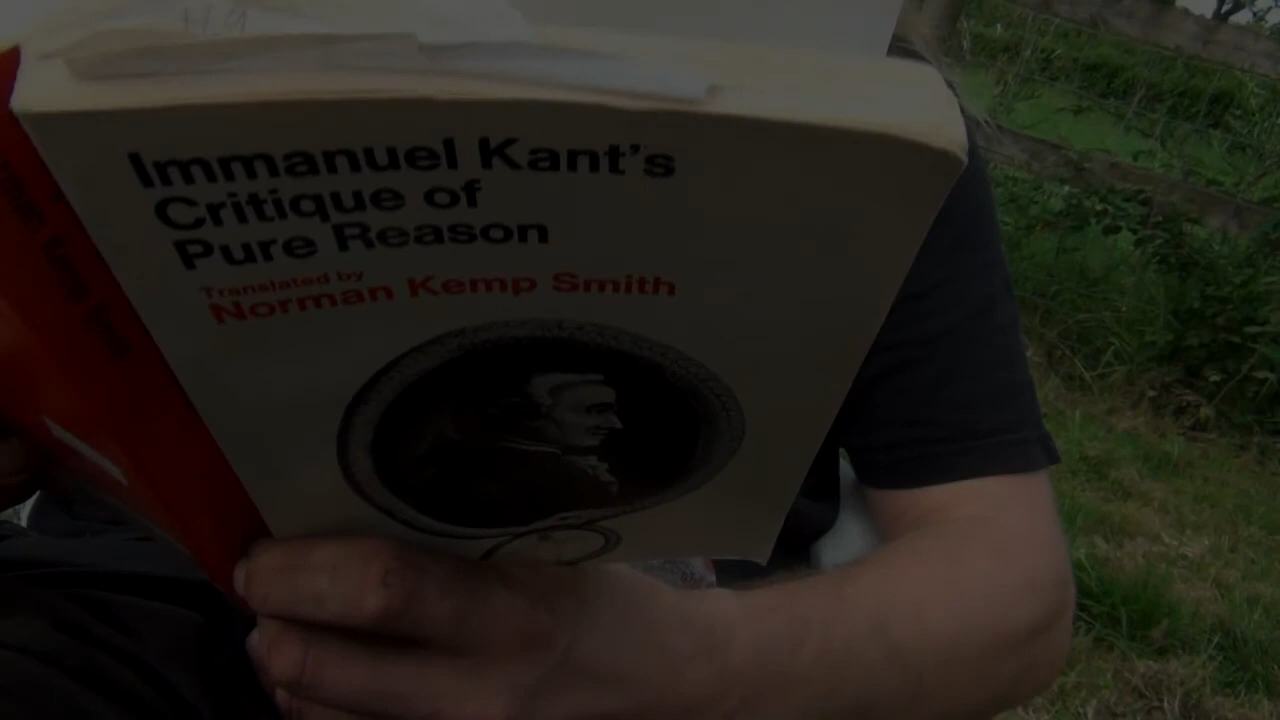 Immanuel Kant's
Critique of
Pure Reason
Translated by
Norman Kemp Smith